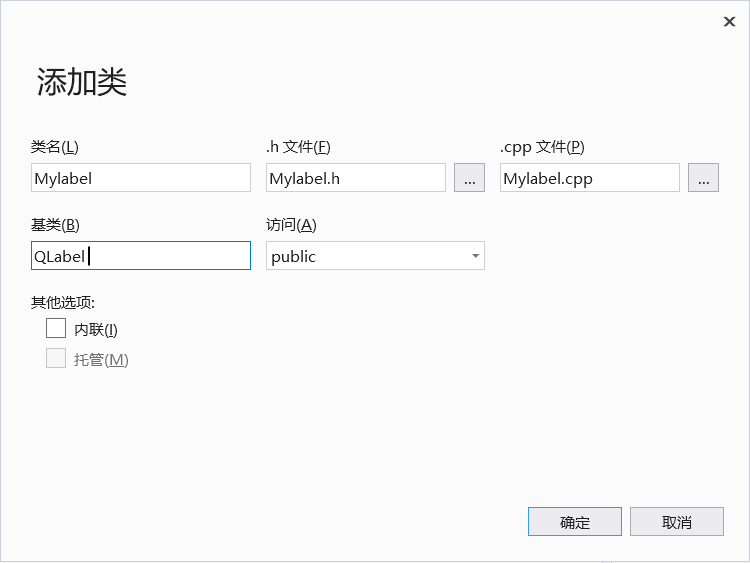 添加类
类名(L) .h 文件(F) .cpp 文件(P)
Mylabel Mylabel.h ... Mylabel.cpp ...
基类(B) 访问(A)
QLabel public
其他选项:
内联(I)
托管(M)
确定 取消